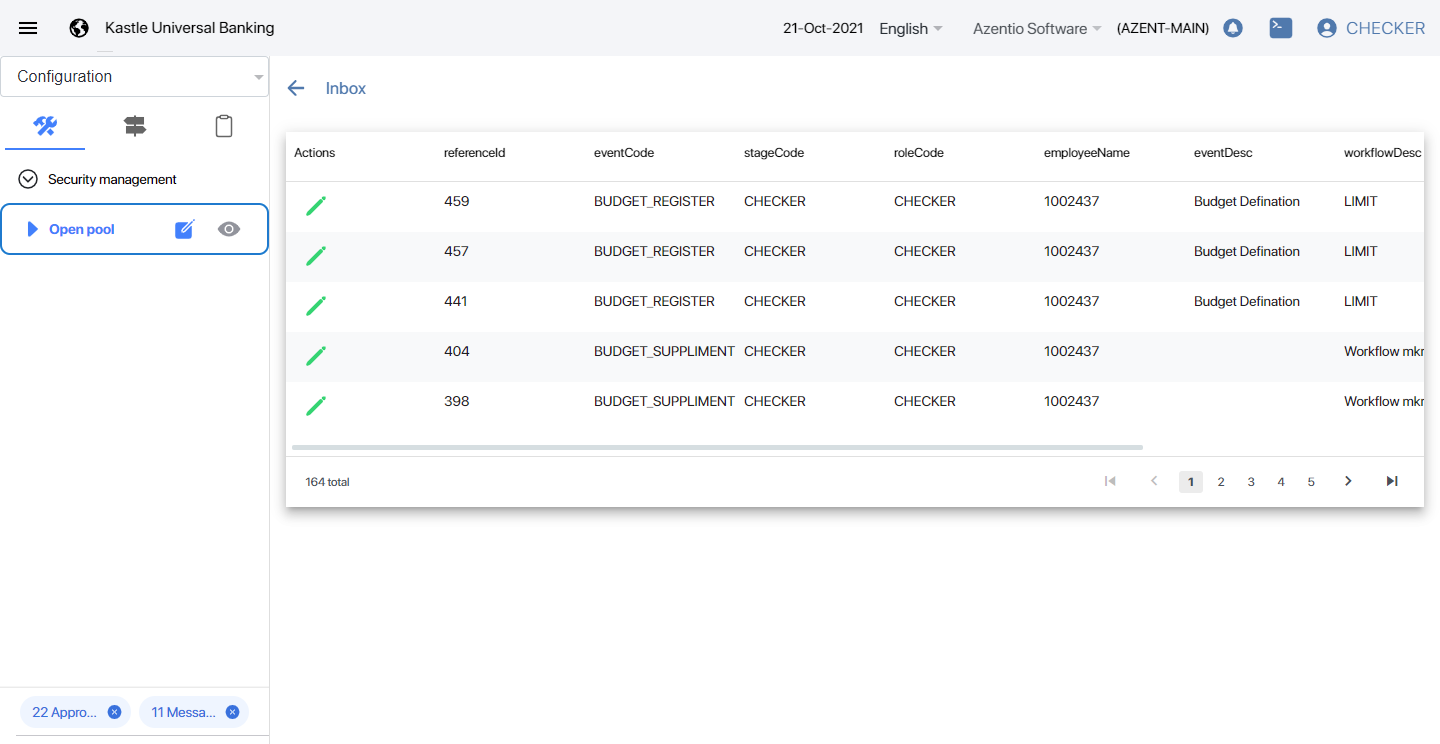 Kastle Universal Banking 21-Oct-2021 English Azentio Software (AZENT-MAIN) CHECKER
Configuration
Inbox
Security management
Open pool
Actions referenceId eventCode stageCode roleCode employeeName eventDesc workflowDesc
459 BUDGET_REGISTER CHECKER CHECKER 1002437 Budget Defination LIMIT
457 BUDGET_REGISTER CHECKER CHECKER 1002437 Budget Defination LIMIT
441 BUDGET_REGISTER CHECKER CHECKER 1002437 Budget Defination LIMIT
404 BUDGET_SUPPLIMENT CHECKER CHECKER 1002437 Workflow mkr
398 BUDGET_SUPPLIMENT CHECKER CHECKER 1002437 Workflow mkr
164 total 1 2 3 4 5
22 Appro... 11 Messa...